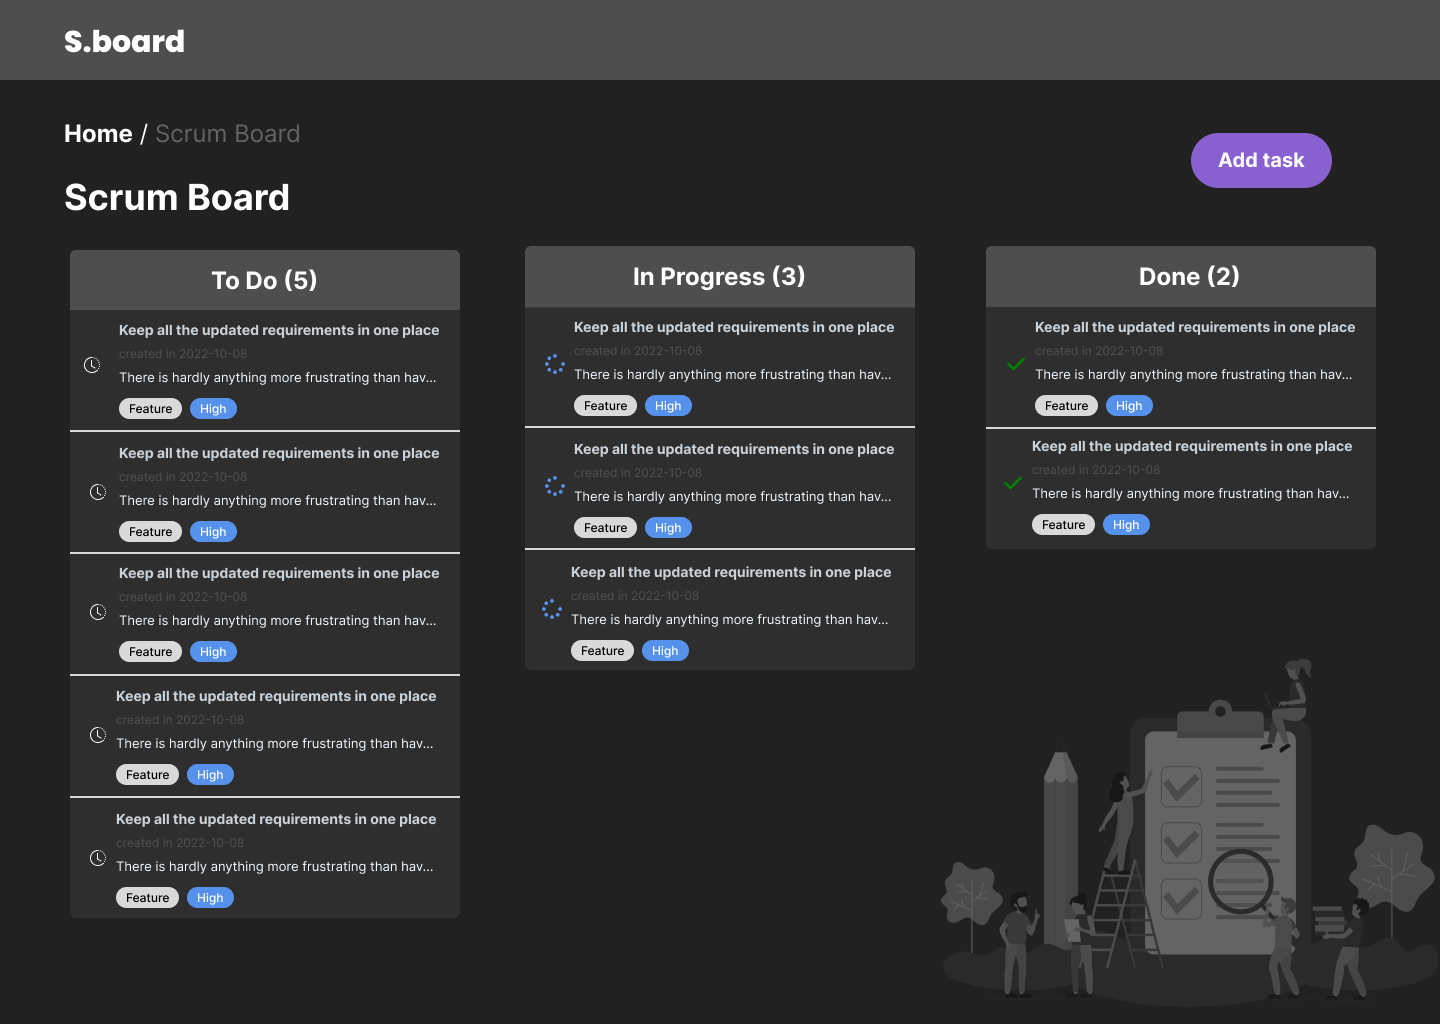 S.board
Home / Scrum Board
Add task
Scrum Board
To Do (5)
Keep all the updated requirements in one place
created in 2022-10-08
There is hardly anything more frustrating than hav...
Feature High
Keep all the updated requirements in one place
created in 2022-10-08
There is hardly anything more frustrating than hav...
Feature High
Keep all the updated requirements in one place
created in 2022-10-08
There is hardly anything more frustrating than hav...
Feature High
Keep all the updated requirements in one place
created in 2022-10-08
There is hardly anything more frustrating than hav...
Feature High
Keep all the updated requirements in one place
created in 2022-10-08
There is hardly anything more frustrating than hav...
Feature High
In Progress (3)
Keep all the updated requirements in one place
created in 2022-10-08
There is hardly anything more frustrating than hav...
Feature High
Keep all the updated requirements in one place
created in 2022-10-08
There is hardly anything more frustrating than hav...
Feature High
Keep all the updated requirements in one place
created in 2022-10-08
There is hardly anything more frustrating than hav...
Feature High
Done (2)
Keep all the updated requirements in one place
created in 2022-10-08
There is hardly anything more frustrating than hav...
Feature High
Keep all the updated requirements in one place
created in 2022-10-08
There is hardly anything more frustrating than hav...
Feature High